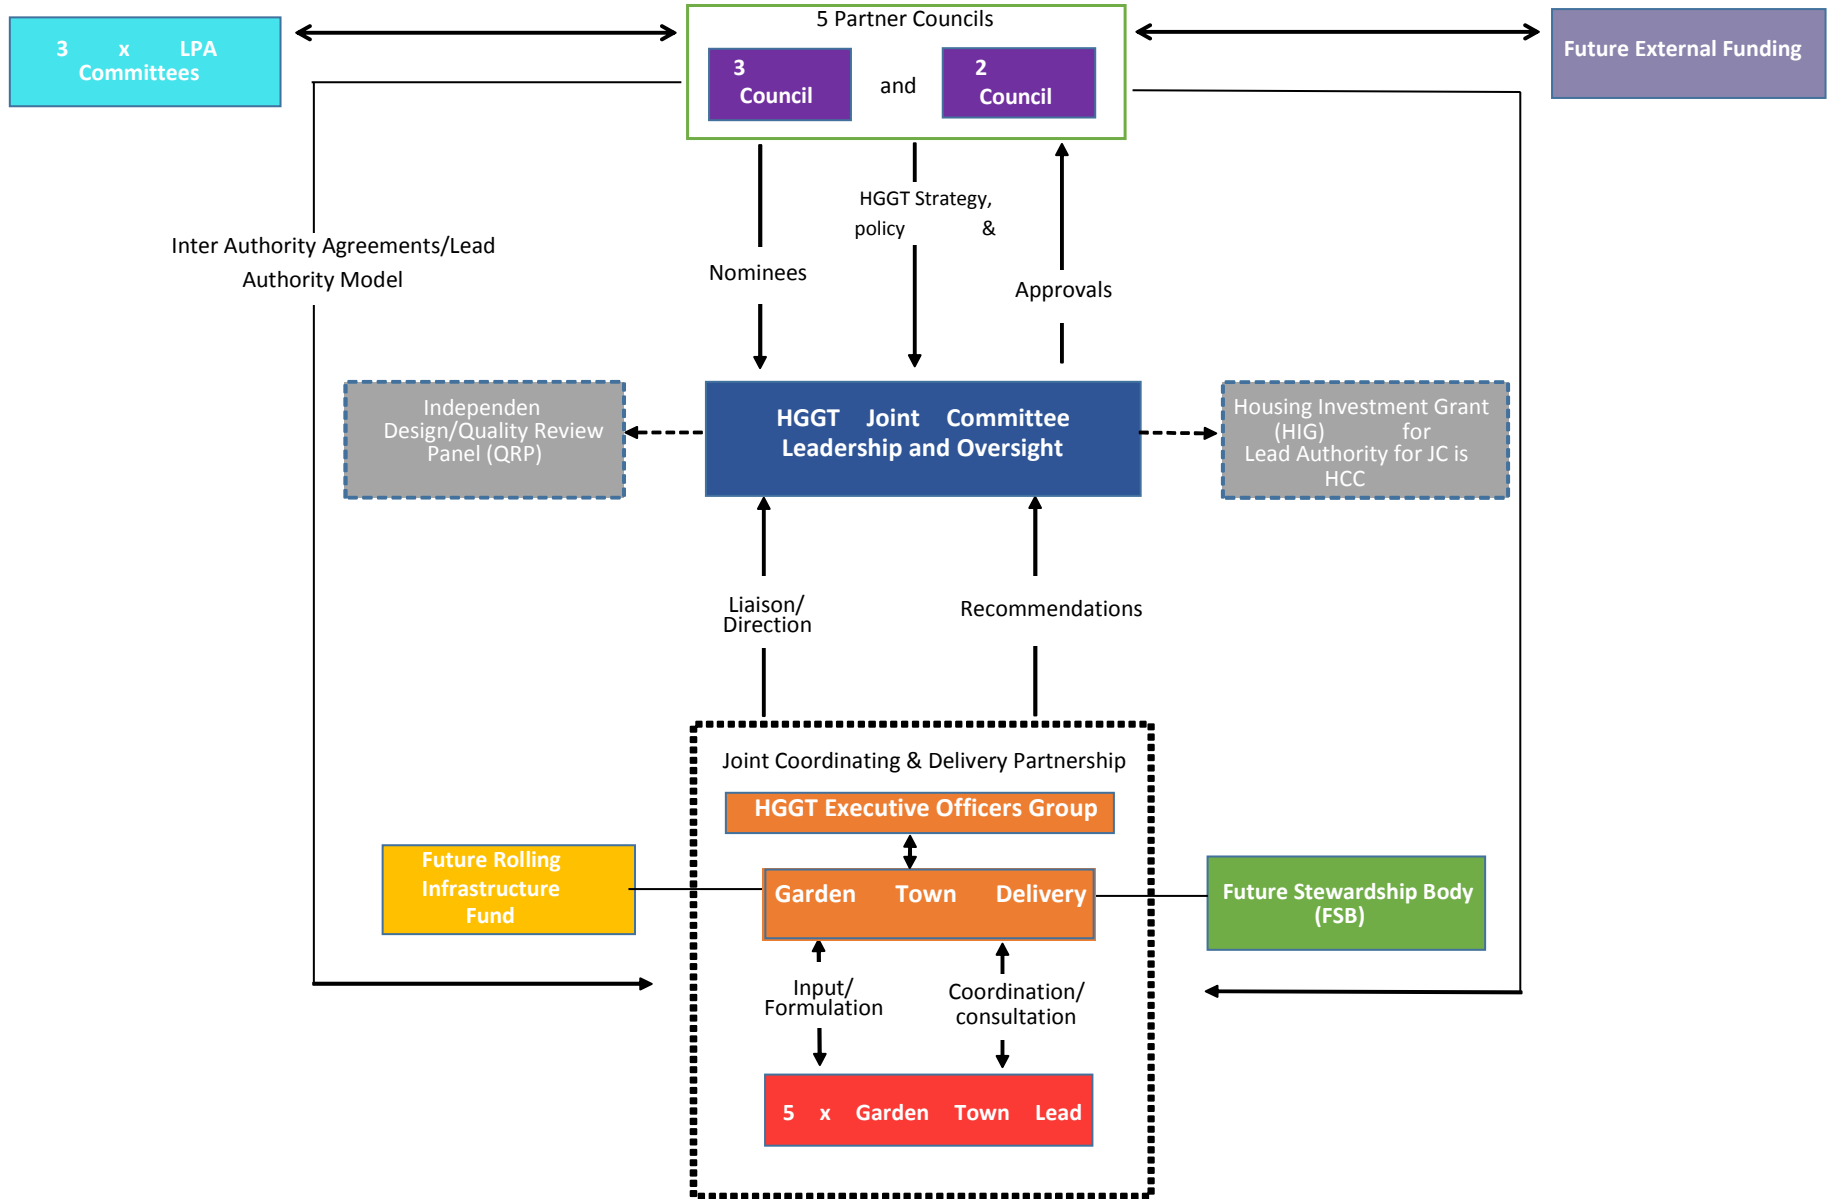 5 Partner Councils
3 x LPA
Committees
3
Council
and
2
Council
Future External Funding
HGGT Strategy,
policy &
Inter Authority Agreements/Lead
Authority Model
Nominees
Approvals
Independen
Design/Quality Review
Panel (QRP)
HGGT Joint Committee
Leadership and Oversight
Housing Investment Grant
(HIG) for
Lead Authority for JC is
HCC
Liaison/
Direction
Recommendations
Joint Coordinating & Delivery Partnership
HGGT Executive Officers Group
Future Rolling
Infrastructure
Fund
Garden Town Delivery
Future Stewardship Body
(FSB)
Input/
Formulation
Coordination/
consultation
5 x Garden Town Lead